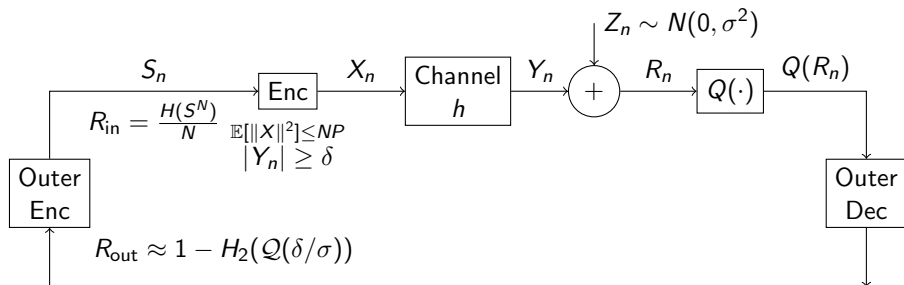 Z_n ∼ N(0, σ²)
S_n
Enc
X_n
Channel
h
Y_n
+
R_n
Q(·)
Q(R_n)
R_in = H(S^N)/N
𝔼[‖X‖²]≤NP
|Y_n| ≥ δ
Outer
Enc
Outer
Dec
R_out ≈ 1 − H_2(𝒬(δ/σ))